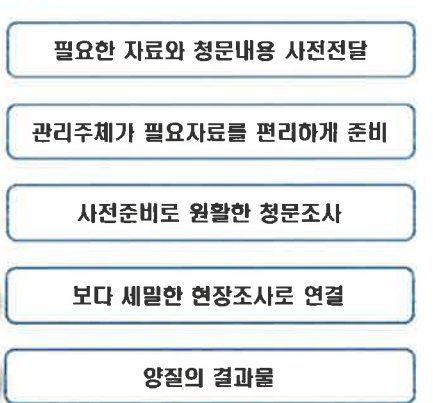 필요한 자료와 청문내용 사전전달
관리주체가 필요자료를 편리하게 준비
사전준비로 원활한 청문조사
보다 세밀한 현장조사로 연결
양질의 결과물